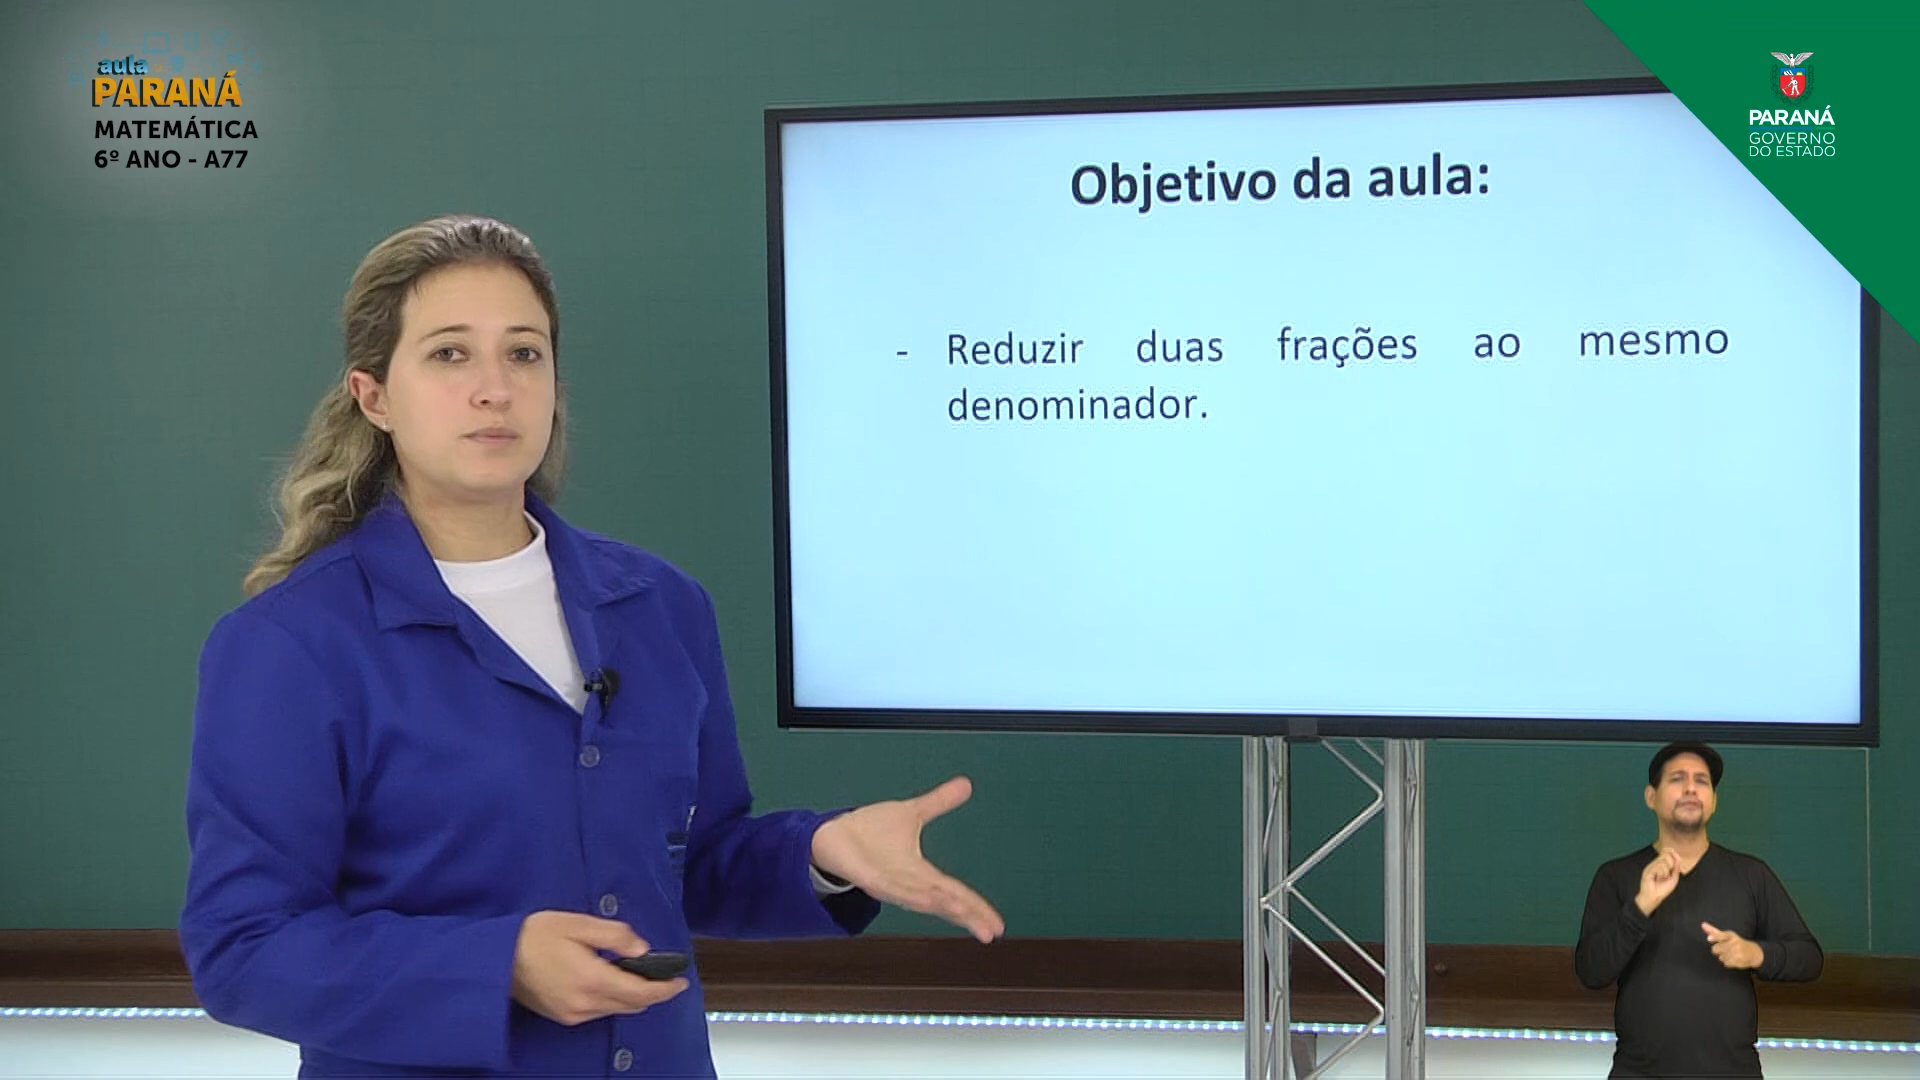 aula
PARANÁ
MATEMÁTICA
6º ANO - A77
PARANÁ
GOVERNO
DO ESTADO
Objetivo da aula:
- Reduzir duas frações ao mesmo
denominador.